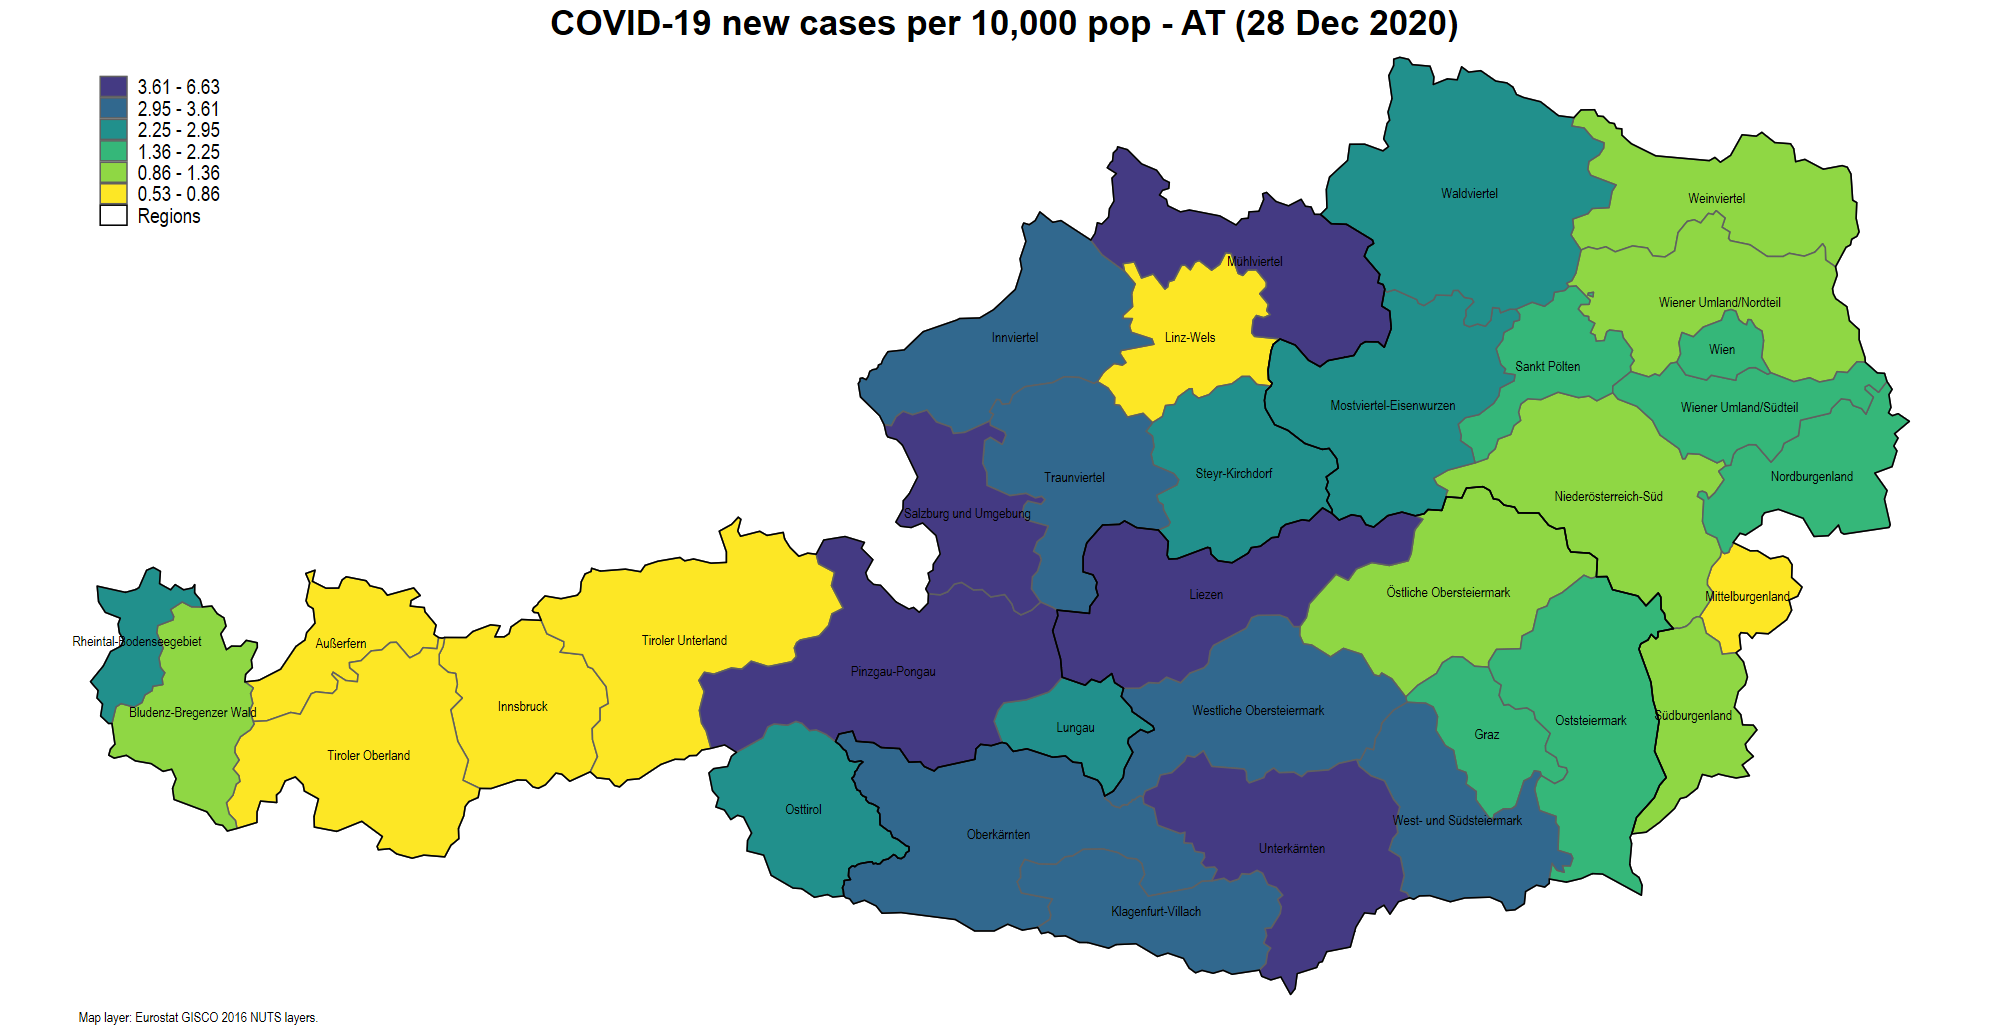 COVID-19 new cases per 10,000 pop - AT (28 Dec 2020)
3.61 - 6.63
2.95 - 3.61
2.25 - 2.95
1.36 - 2.25
0.86 - 1.36
0.53 - 0.86
Regions
Waldviertel
Weinviertel
Mühlviertel
Wiener Umland/Nordteil
Innviertel
Linz-Wels
Wien
Sankt Pölten
Mostviertel-Eisenwurzen
Wiener Umland/Südteil
Traunviertel
Steyr-Kirchdorf
Nordburgenland
Niederösterreich-Süd
Salzburg und Umgebung
Liezen
Östliche Obersteiermark
Mittelburgenland
Rheintal-Bodenseegebiet
Außerfern
Tiroler Unterland
Pinzgau-Pongau
Innsbruck
Bludenz-Bregenzer Wald
Westliche Obersteiermark
Südburgenland
Oststeiermark
Lungau
Graz
Tiroler Oberland
Osttirol
Oberkärnten
West- und Südsteiermark
Unterkärnten
Klagenfurt-Villach
Map layer: Eurostat GISCO 2016 NUTS layers.